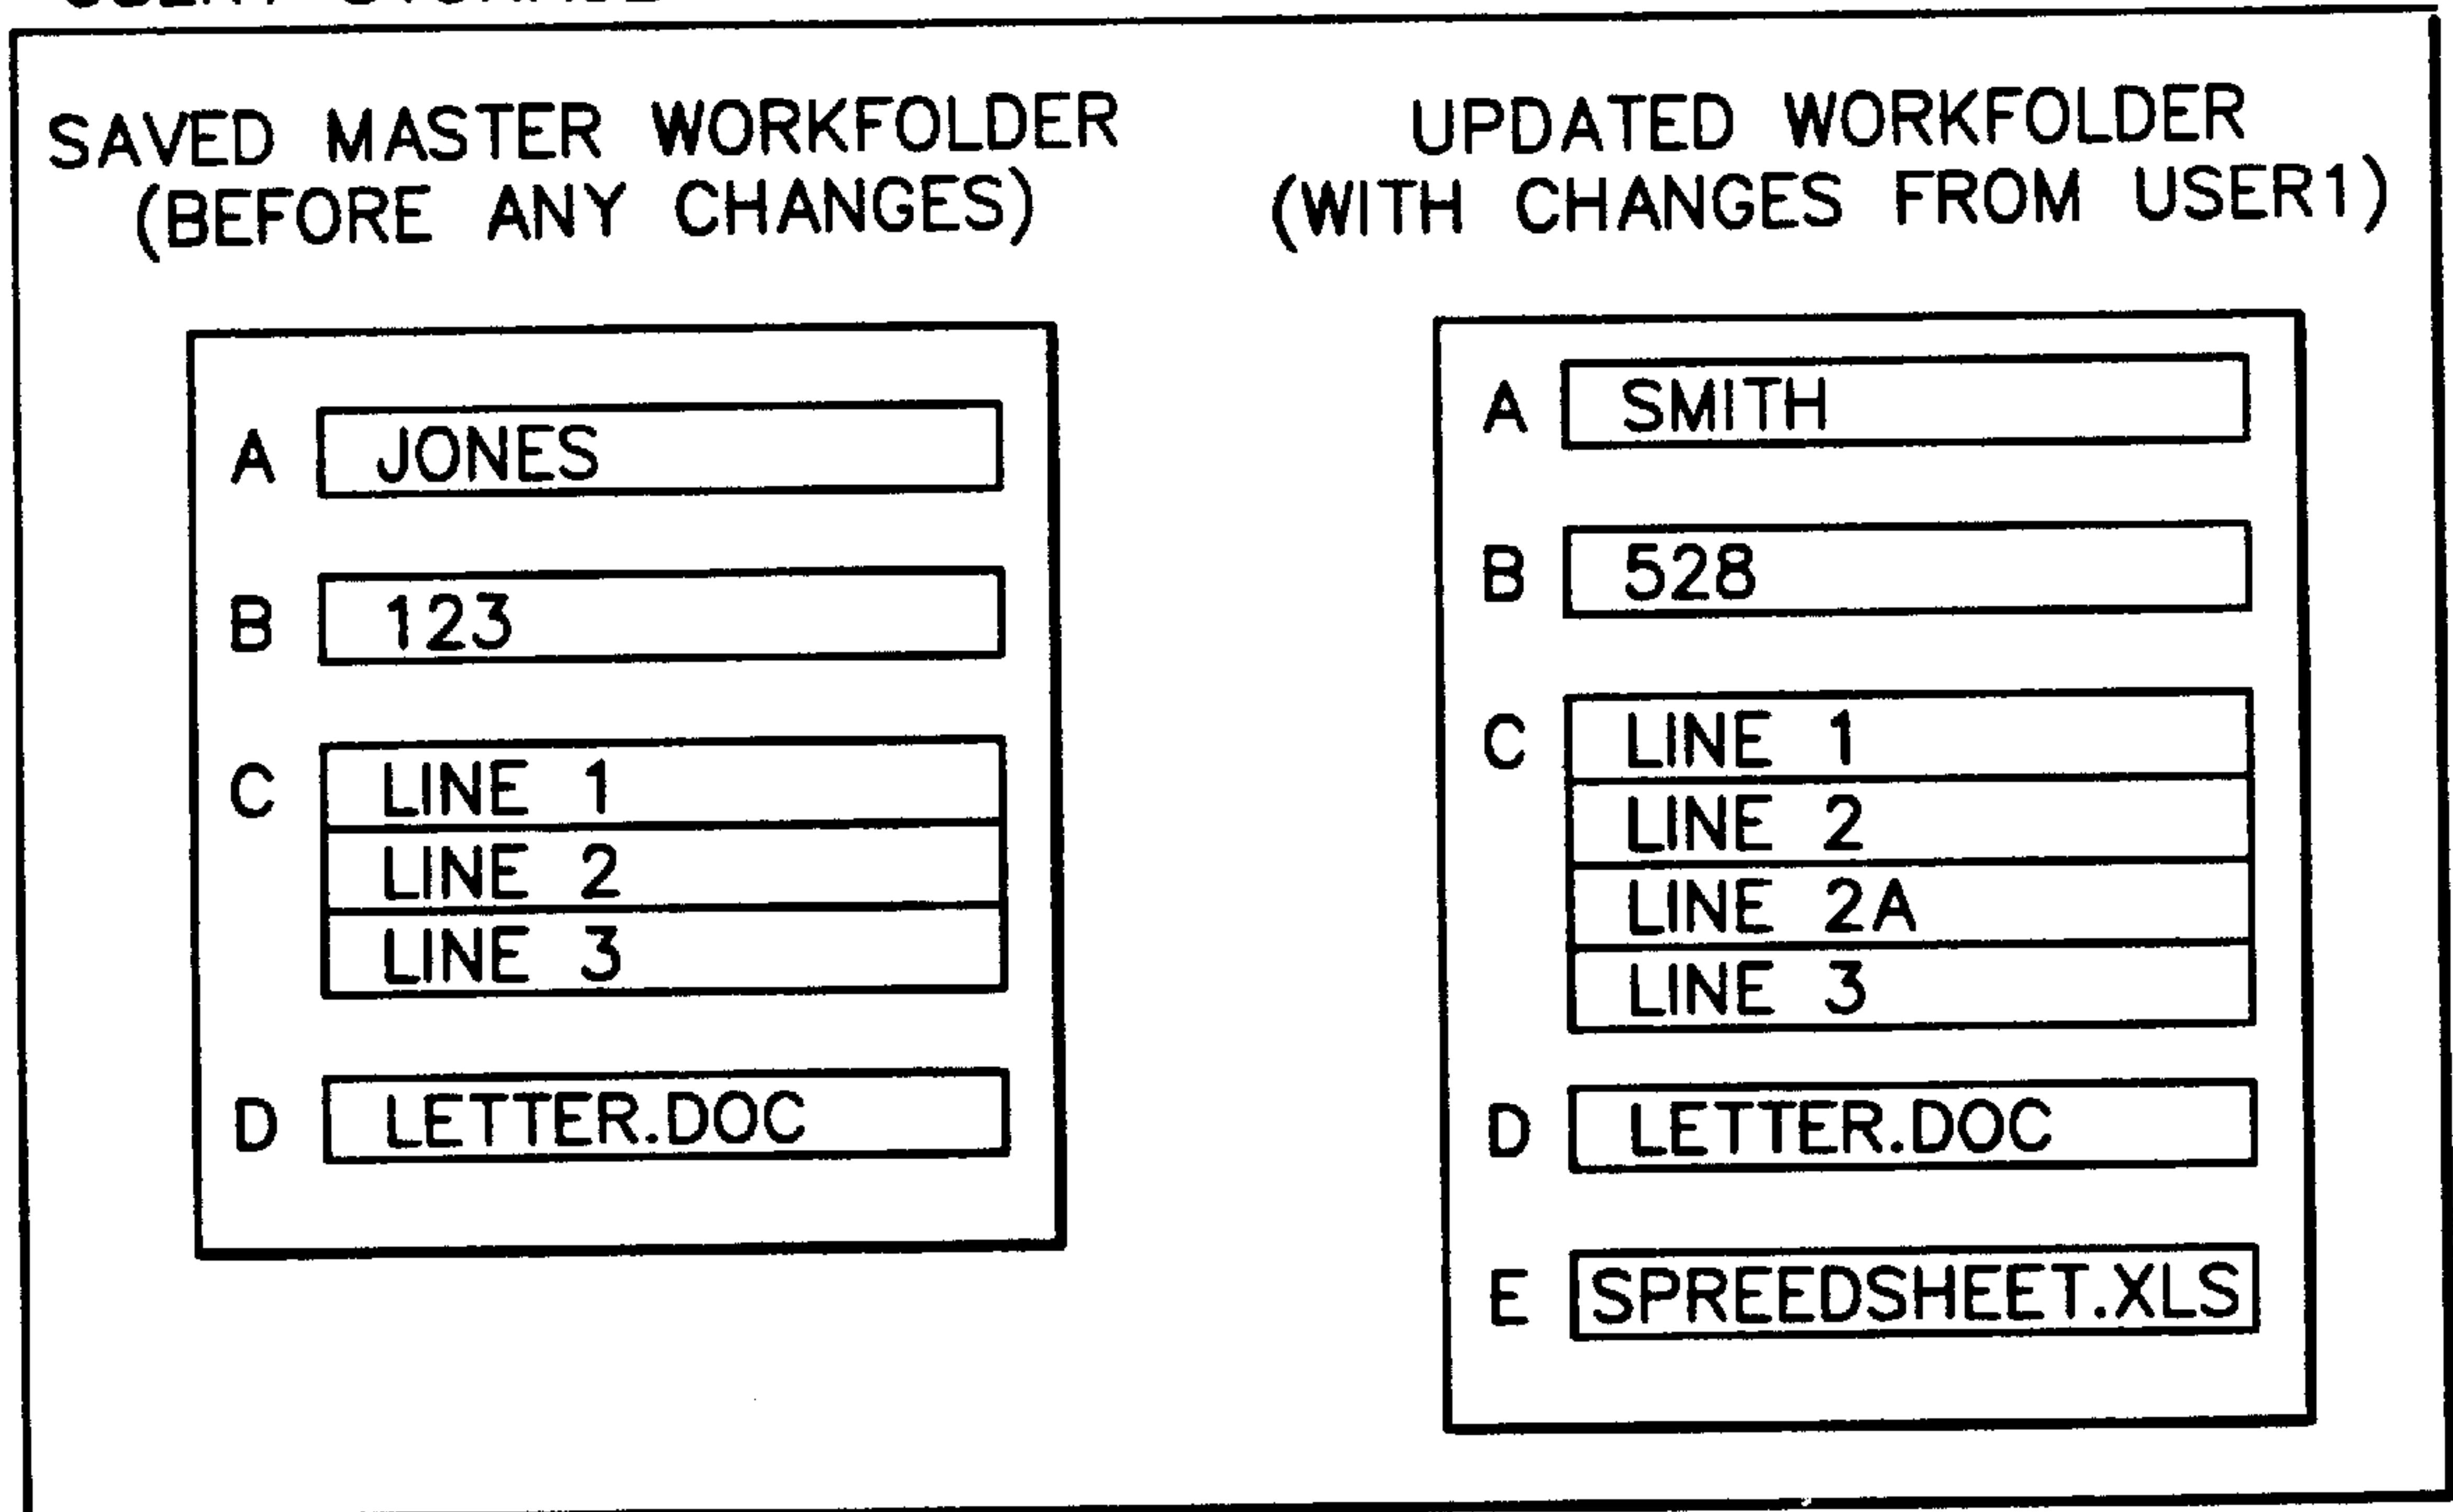 SAVED MASTER WORKFOLDER
(BEFORE ANY CHANGES)
A JONES
B 123
C LINE 1
LINE 2
LINE 3
D LETTER.DOC
UPDATED WORKFOLDER
(WITH CHANGES FROM USER1)
A SMITH
B 528
C LINE 1
LINE 2
LINE 2A
LINE 3
D LETTER.DOC
E SPREEDSHEET.XLS